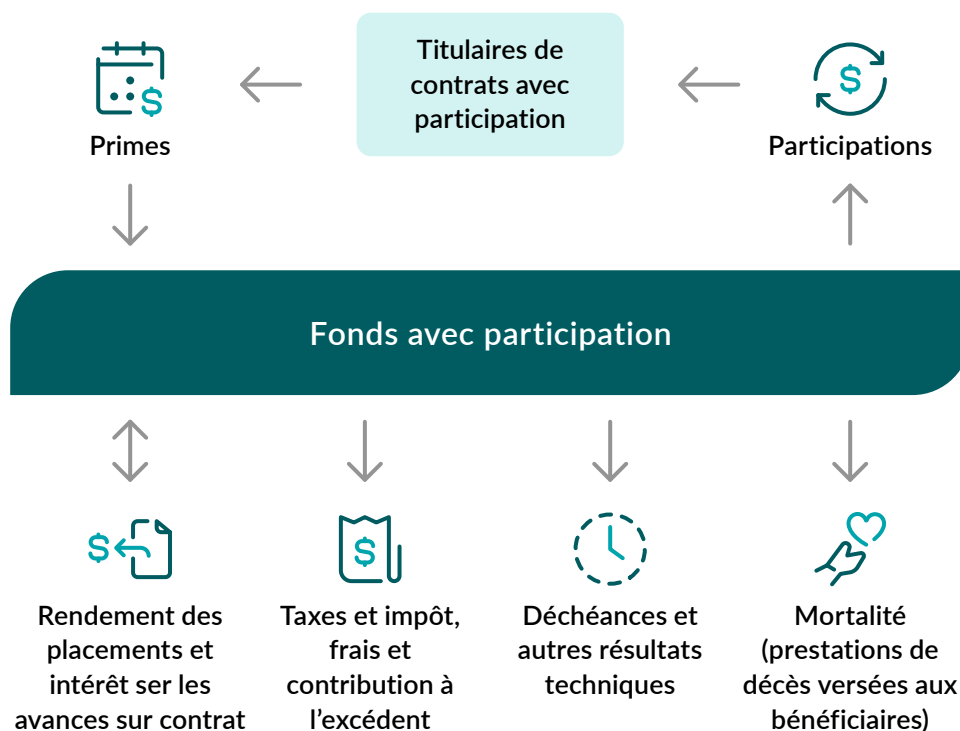 Titulaires de
contrats avec
participation
Primes
Participations
Fonds avec participation
Rendement des
placements et
intérêt ser les
avances sur contrat
Taxes et impôt,
frais et
contribution à
l’excédent
Déchéances et
autres résultats
techniques
Mortalité
(prestations de
décès versées aux
bénéficiaires)